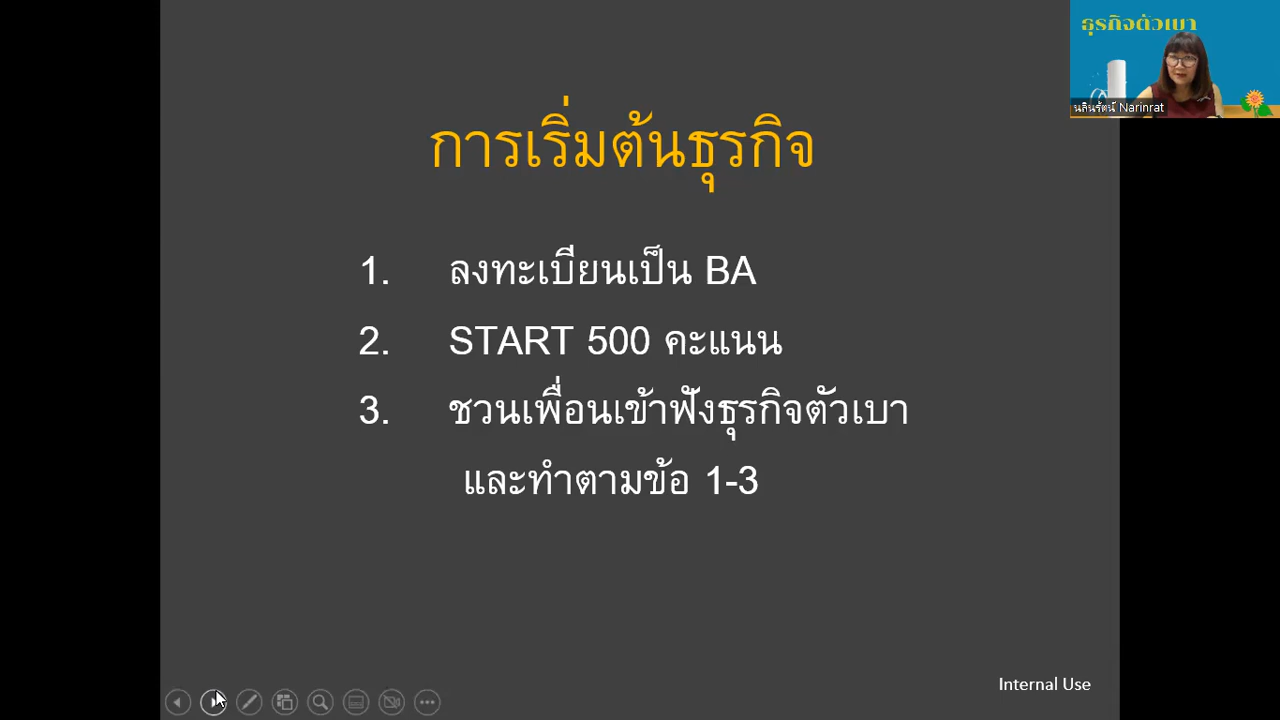 ธุรกิจตัวเบา
นลินรัตน์ Narinrat
การเริ่มต้นธุรกิจ
1. ลงทะเบียนเป็น BA
2. START 500 คะแนน
3. ชวนเพื่อนเข้าฟังธุรกิจตัวเบา
และทำตามข้อ 1-3
Internal Use